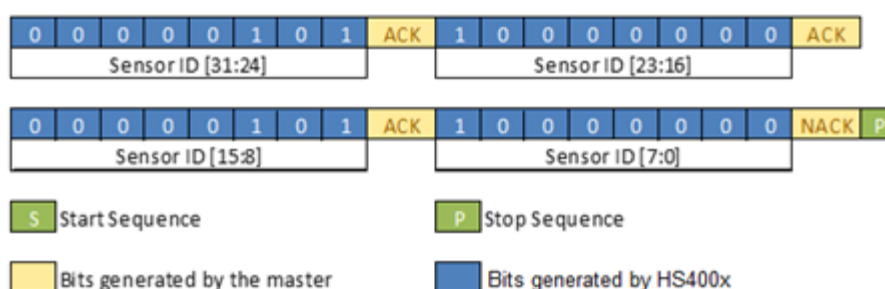 0 0 0 0 0 1 0 1 ACK 1 0 0 0 0 0 0 0 ACK
Sensor ID [31:24] Sensor ID [23:16]
0 0 0 0 0 1 0 1 ACK 1 0 0 0 0 0 0 0 NACK P
Sensor ID [15:8] Sensor ID [7:0]
S Start Sequence P Stop Sequence
Bits generated by the master Bits generated by HS400x